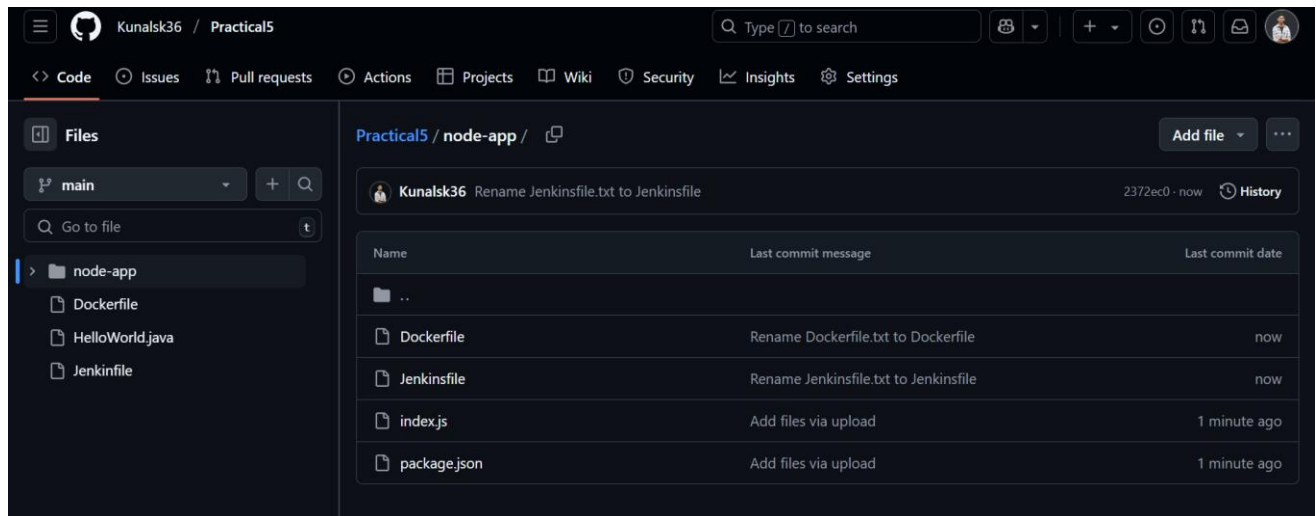 Kunalsk36 / Practical5
Type / to search
Code Issues Pull requests Actions Projects Wiki Security Insights Settings
Files
main
Go to file t
node-app
Dockerfile
HelloWorld.java
Jenkinfile
Practical5 / node-app /
Add file
Kunalsk36 Rename Jenkinsfile.txt to Jenkinsfile 2372ec0 · now History
Name Last commit message Last commit date
..
Dockerfile Rename Dockerfile.txt to Dockerfile now
Jenkinsfile Rename Jenkinsfile.txt to Jenkinsfile now
index.js Add files via upload 1 minute ago
package.json Add files via upload 1 minute ago